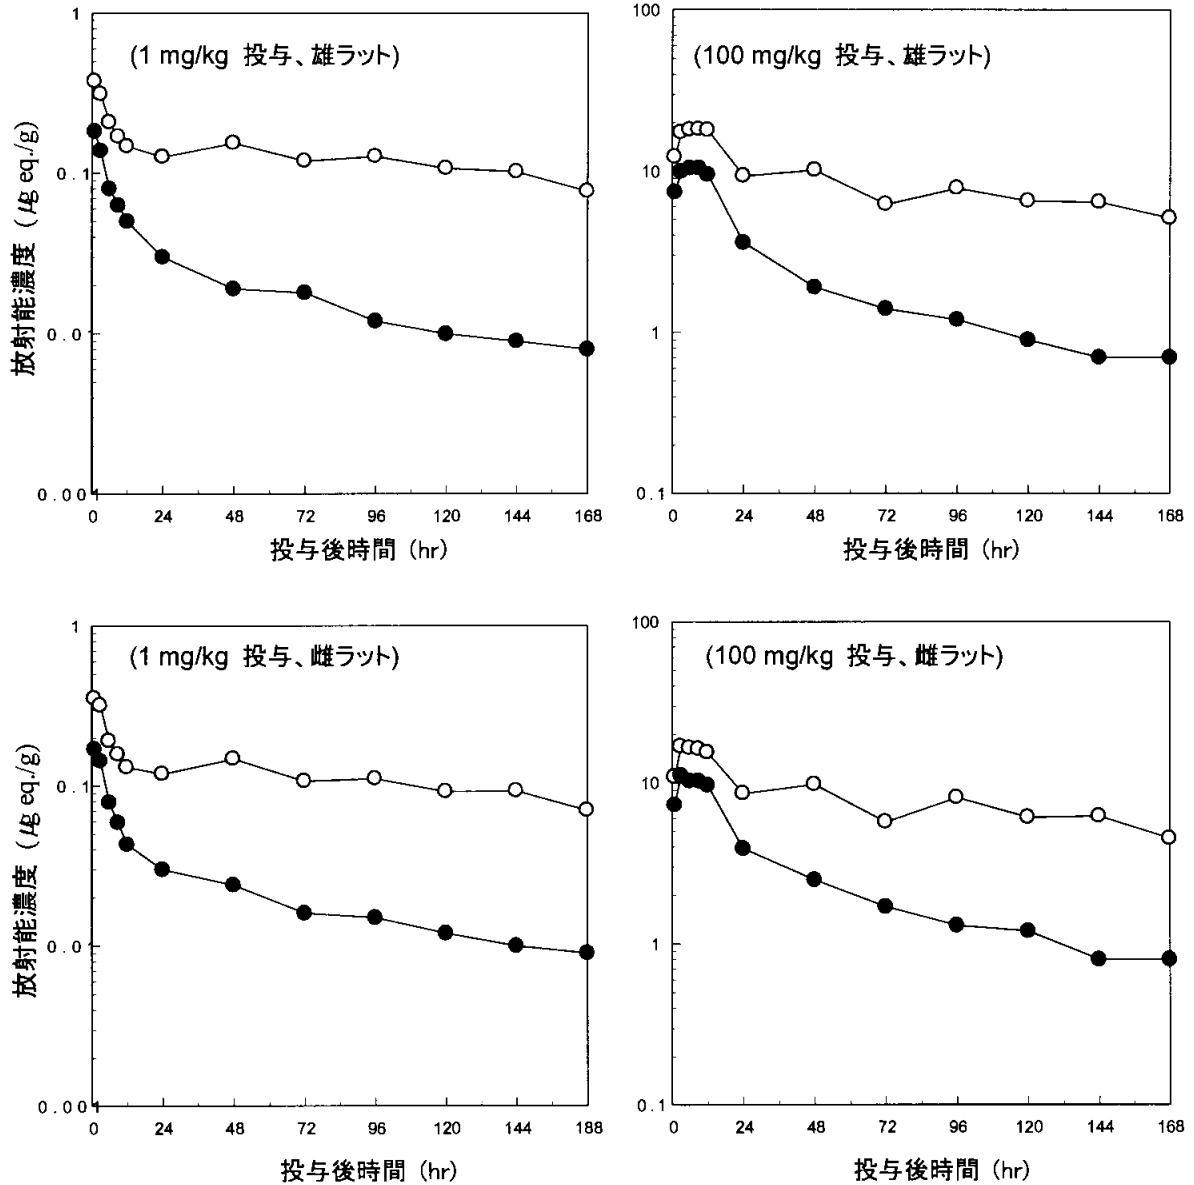 1
0.1
0.01
0.001
放射能濃度 (μg eq./g)
(1 mg/kg 投与、雄ラット)
0 24 48 72 96 120 144 168
投与後時間 (hr)
100
10
1
0.1
(100 mg/kg 投与、雄ラット)
0 24 48 72 96 120 144 168
投与後時間 (hr)
1
0.1
0.01
0.001
放射能濃度 (μg eq./g)
(1 mg/kg 投与、雌ラット)
0 24 48 72 96 120 144 168
投与後時間 (hr)
100
10
1
0.1
(100 mg/kg 投与、雌ラット)
0 24 48 72 96 120 144 168
投与後時間 (hr)